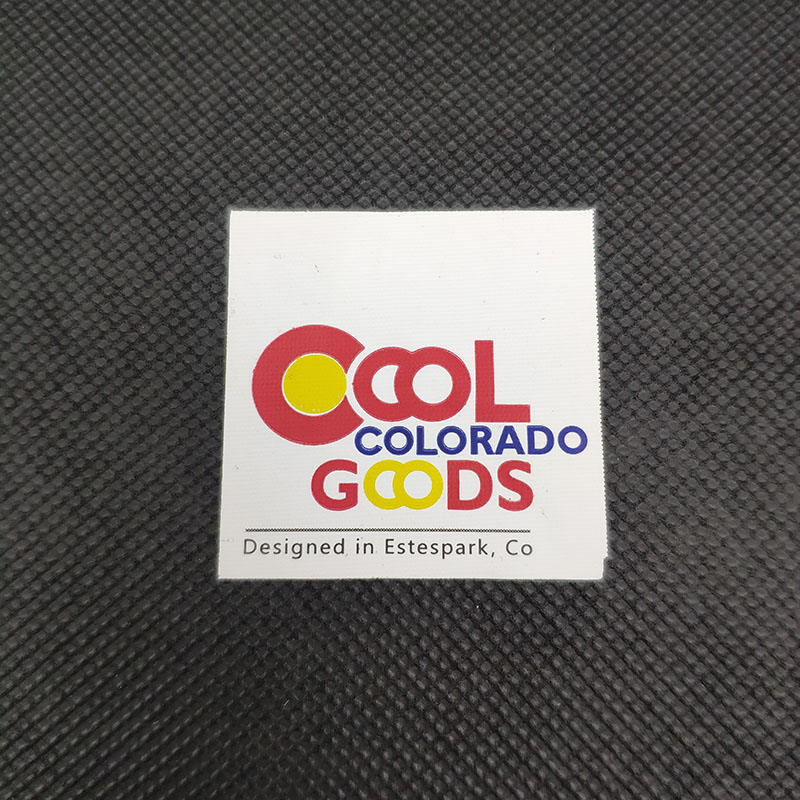 COOL
COLORADO
GOODS
Designed in Estespark, Co